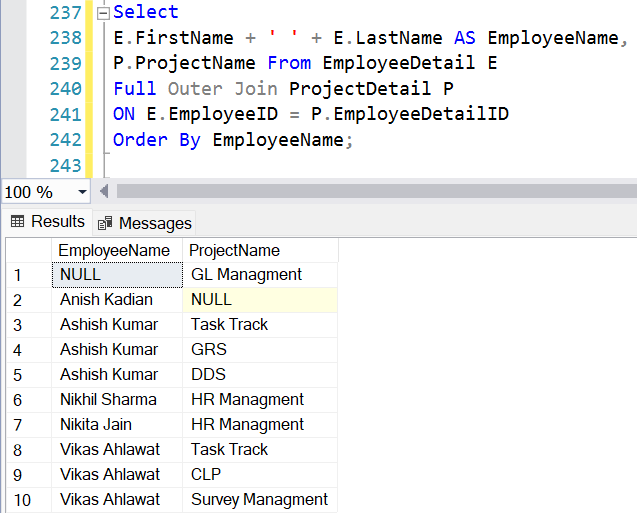 237 Select
238 E.FirstName + ' ' + E.LastName AS EmployeeName,
239 P.ProjectName From EmployeeDetail E
240 Full Outer Join ProjectDetail P
241 ON E.EmployeeID = P.EmployeeDetailID
242 Order By EmployeeName;
243
100 %
Results Messages
EmployeeName ProjectName
1 NULL GL Managment
2 Anish Kadian NULL
3 Ashish Kumar Task Track
4 Ashish Kumar GRS
5 Ashish Kumar DDS
6 Nikhil Sharma HR Managment
7 Nikita Jain HR Managment
8 Vikas Ahlawat Task Track
9 Vikas Ahlawat CLP
10 Vikas Ahlawat Survey Managment